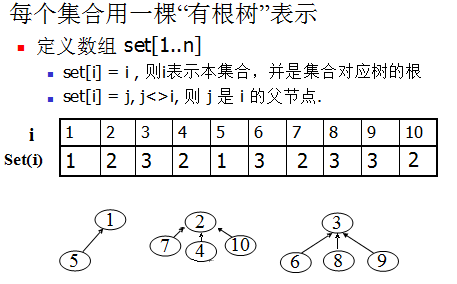 每个集合用一棵“有根树”表示
定义数组 set[1..n]
set[i] = i , 则i表示本集合，并是集合对应树的根
set[i] = j, j<>i, 则 j 是 i 的父节点.
i 1 2 3 4 5 6 7 8 9 10
Set(i) 1 2 3 2 1 3 2 3 3 2
1 2 3
7 4 10
5 6 8 9